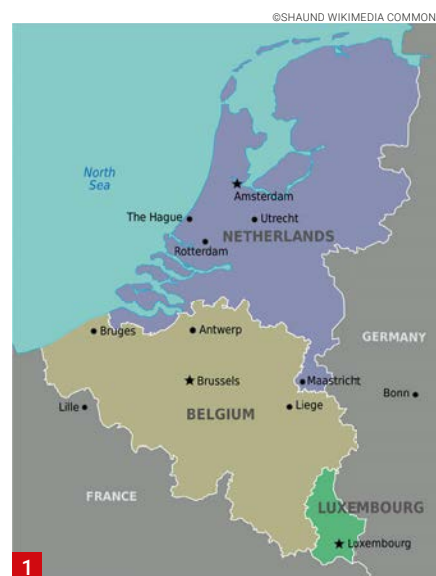 ©SHAUND WIKIMEDIA COMMON
North
Sea
Amsterdam
The Hague
Utrecht
NETHERLANDS
Rotterdam
Bruges
Antwerp
GERMANY
Brussels
Maastricht
Bonn
Lille
Liege
BELGIUM
FRANCE
LUXEMBOURG
Luxembourg
1